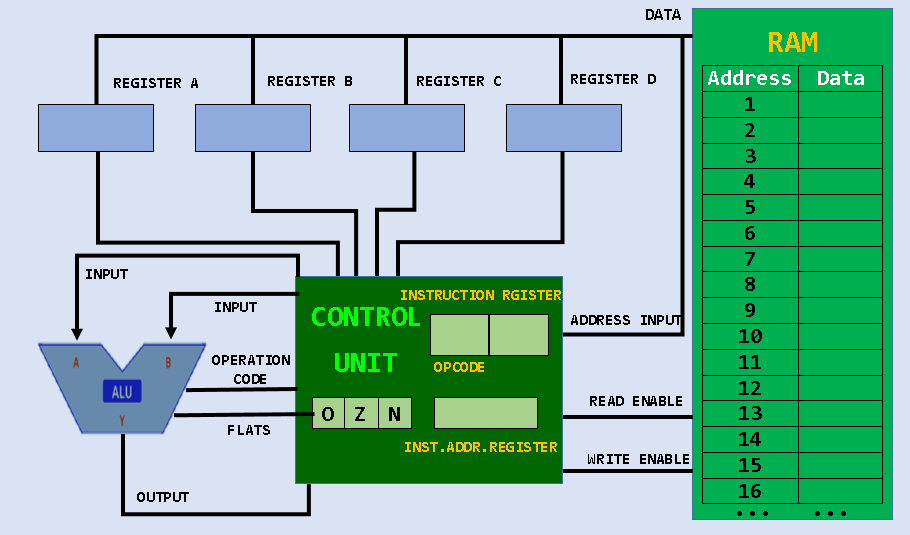 DATA
RAM
Address Data
REGISTER A
REGISTER B
REGISTER C
REGISTER D
1
2
3
4
5
6
7
8
9
10
11
12
13
14
15
16
... ...
INPUT
INPUT
INSTRUCTION RGISTER
CONTROL
UNIT
OPCODE
ADDRESS INPUT
A
B
ALU
Y
OPERATION
CODE
FLATS
O Z N
INST.ADDR.REGISTER
READ ENABLE
WRITE ENABLE
OUTPUT